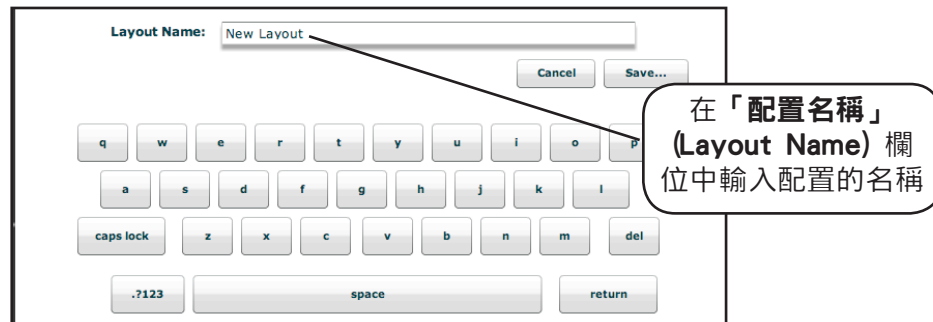 Layout Name: New Layout
Cancel Save...
在「配置名稱」
(Layout Name) 欄
位中輸入配置的名稱
q w e r t y u i o p
a s d f g h j k l
caps lock z x c v b n m del
.?123 space return